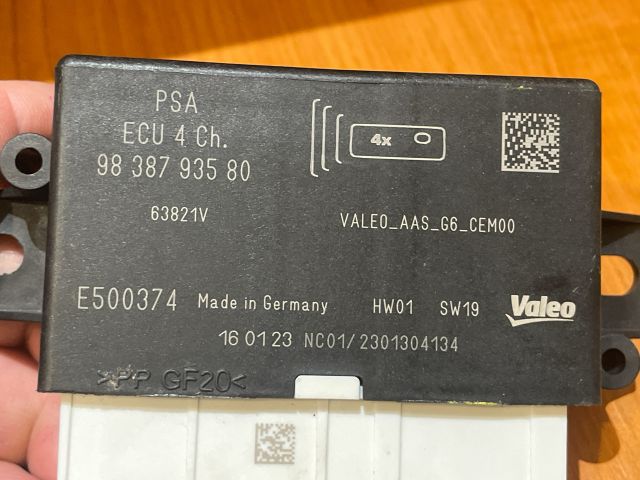 PSA
ECU 4 Ch.
98 387 935 80
4x
63821V
VALEO_AAS_G6_CEM00
E500374 Made in Germany HW01 SW19 Valeo
16 01 23 NC01/2301304134
>PP GF20<